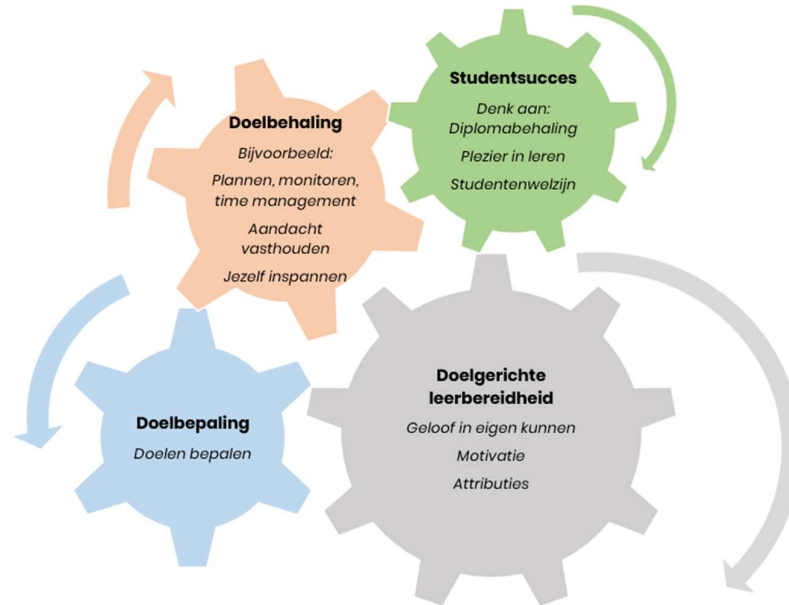 Studentsucces
Denk aan:
Diplomabehaling
Plezier in leren
Studentenwelzijn
Doelbehaling
Bijvoorbeeld:
Plannen, monitoren,
time management
Aandacht
vasthouden
Jezelf inspannen
Doelbepaling
Doelen bepalen
Doelgerichte
leerbereidheid
Geloof in eigen kunnen
Motivatie
Attributies